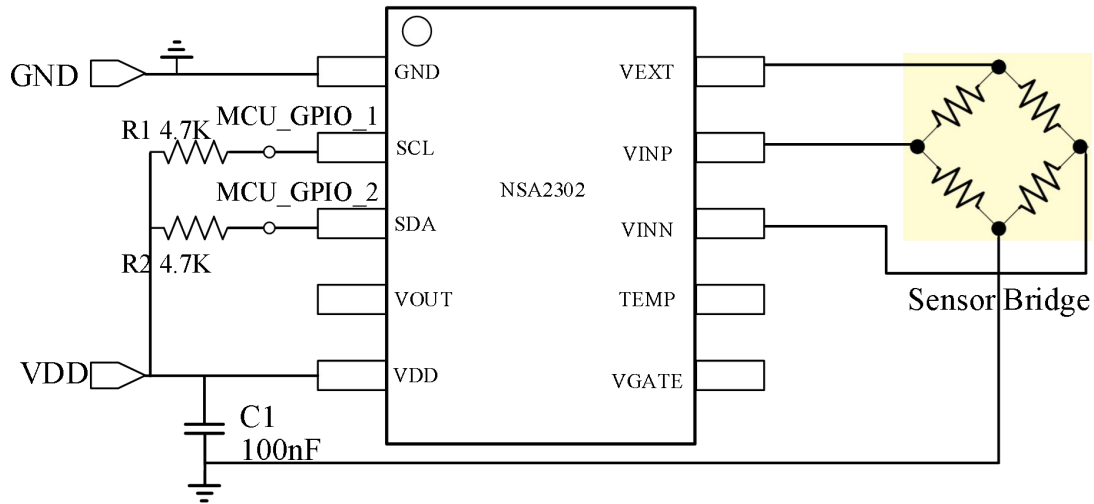 GND
R1 4.7K
MCU_GPIO_1
MCU_GPIO_2
R2 4.7K
VDD
C1
100nF
GND
SCL
SDA
VOUT
VDD
NSA2302
VEXT
VINP
VINN
TEMP
VGATE
Sensor Bridge